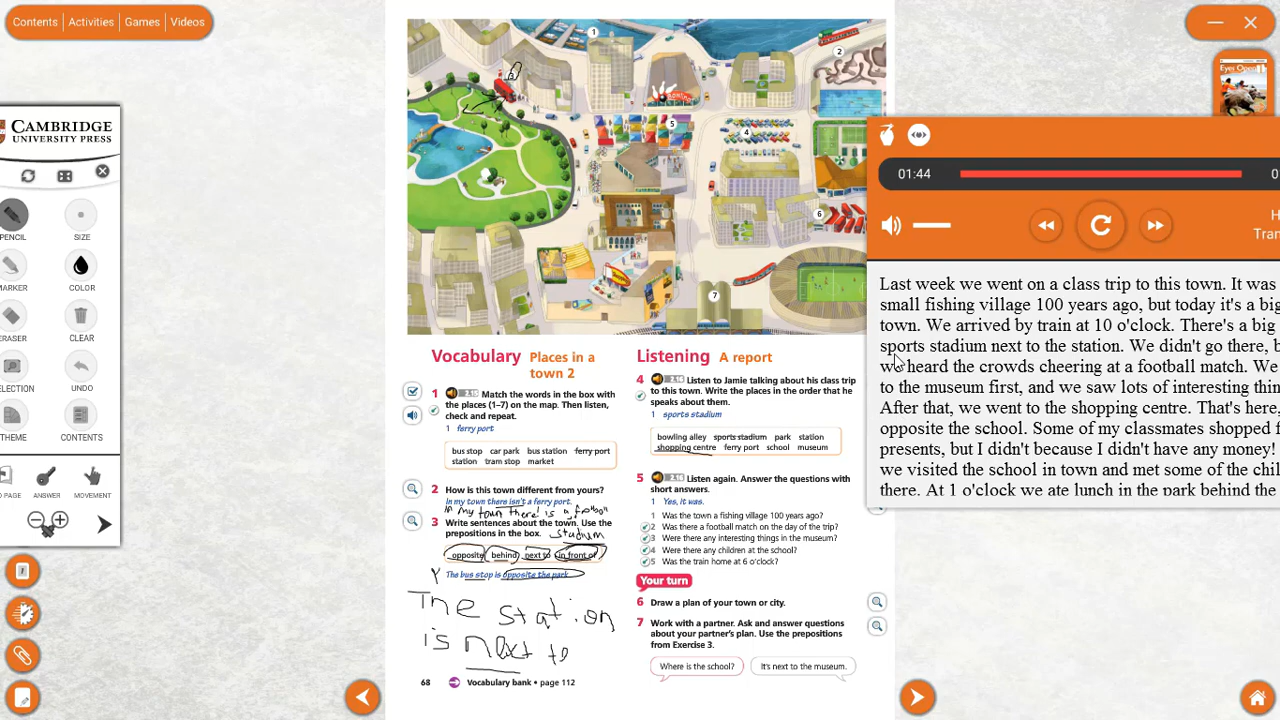 Contents Activities Games Videos
CAMBRIDGE
UNIVERSITY PRESS
PENCIL SIZE
MARKER COLOR
ERASER CLEAR
SELECTION UNDO
THEME CONTENTS
PAGE ANSWER MOVEMENT
1
2
3
5
4
6
7
BOWLING
Vocabulary Places in a
town 2
1 2.15 Match the words in the box with
the places (1–7) on the map. Then listen,
check and repeat.
1 ferry port
bus stop car park bus station ferry port
station tram stop market
2 How is this town different from yours?
In my town there isn't a ferry port.
In my town there is a football
stadium
3 Write sentences about the town. Use the
prepositions in the box.
opposite behind next to in front of
The bus stop is opposite the park.
The station
is next to
68 Vocabulary bank • page 112
Listening A report
4 2.16 Listen to Jamie talking about his class trip
to this town. Write the places in the order that he
speaks about them.
1 sports stadium
bowling alley sports stadium park station
shopping centre ferry port school museum
5 2.16 Listen again. Answer the questions with
short answers.
1 Yes, it was.
1 Was the town a fishing village 100 years ago?
2 Was there a football match on the day of the trip?
3 Were there any interesting things in the museum?
4 Were there any children at the school?
5 Was the train home at 6 o'clock?
Your turn
6 Draw a plan of your town or city.
7 Work with a partner. Ask and answer questions
about your partner's plan. Use the prepositions
from Exercise 3.
Where is the school? It's next to the museum.
Eyes Open 1
01:44
Last week we went on a class trip to this town. It was
small fishing village 100 years ago, but today it's a big
town. We arrived by train at 10 o'clock. There's a big
sports stadium next to the station. We didn't go there, b
we heard the crowds cheering at a football match. We
to the museum first, and we saw lots of interesting thin
After that, we went to the shopping centre. That's here,
opposite the school. Some of my classmates shopped f
presents, but I didn't because I didn't have any money!
we visited the school in town and met some of the chil
there. At 1 o'clock we ate lunch in the park behind the